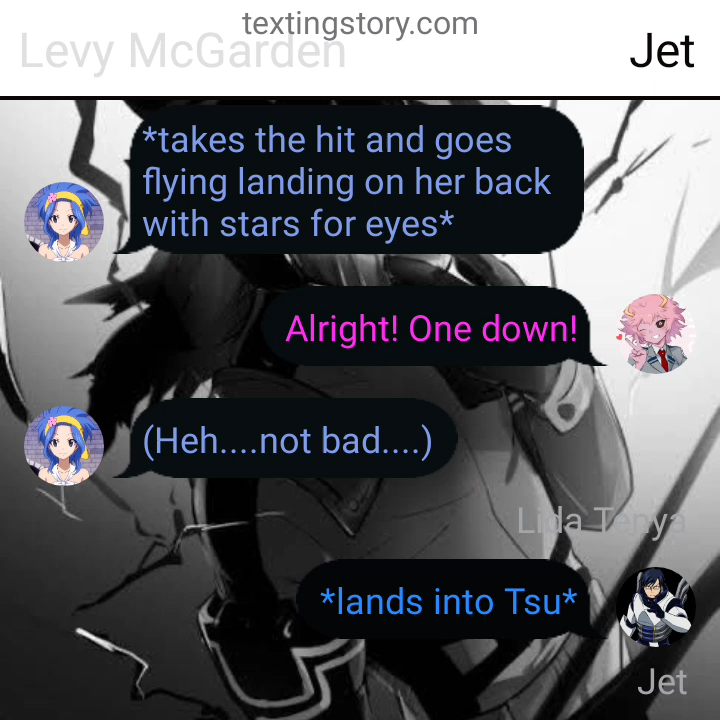 textingstory.com
Levy McGarden
Jet
*takes the hit and goes
flying landing on her back
with stars for eyes*
Alright! One down!
(Heh....not bad....)
Lida Tenya
*lands into Tsu*
Jet